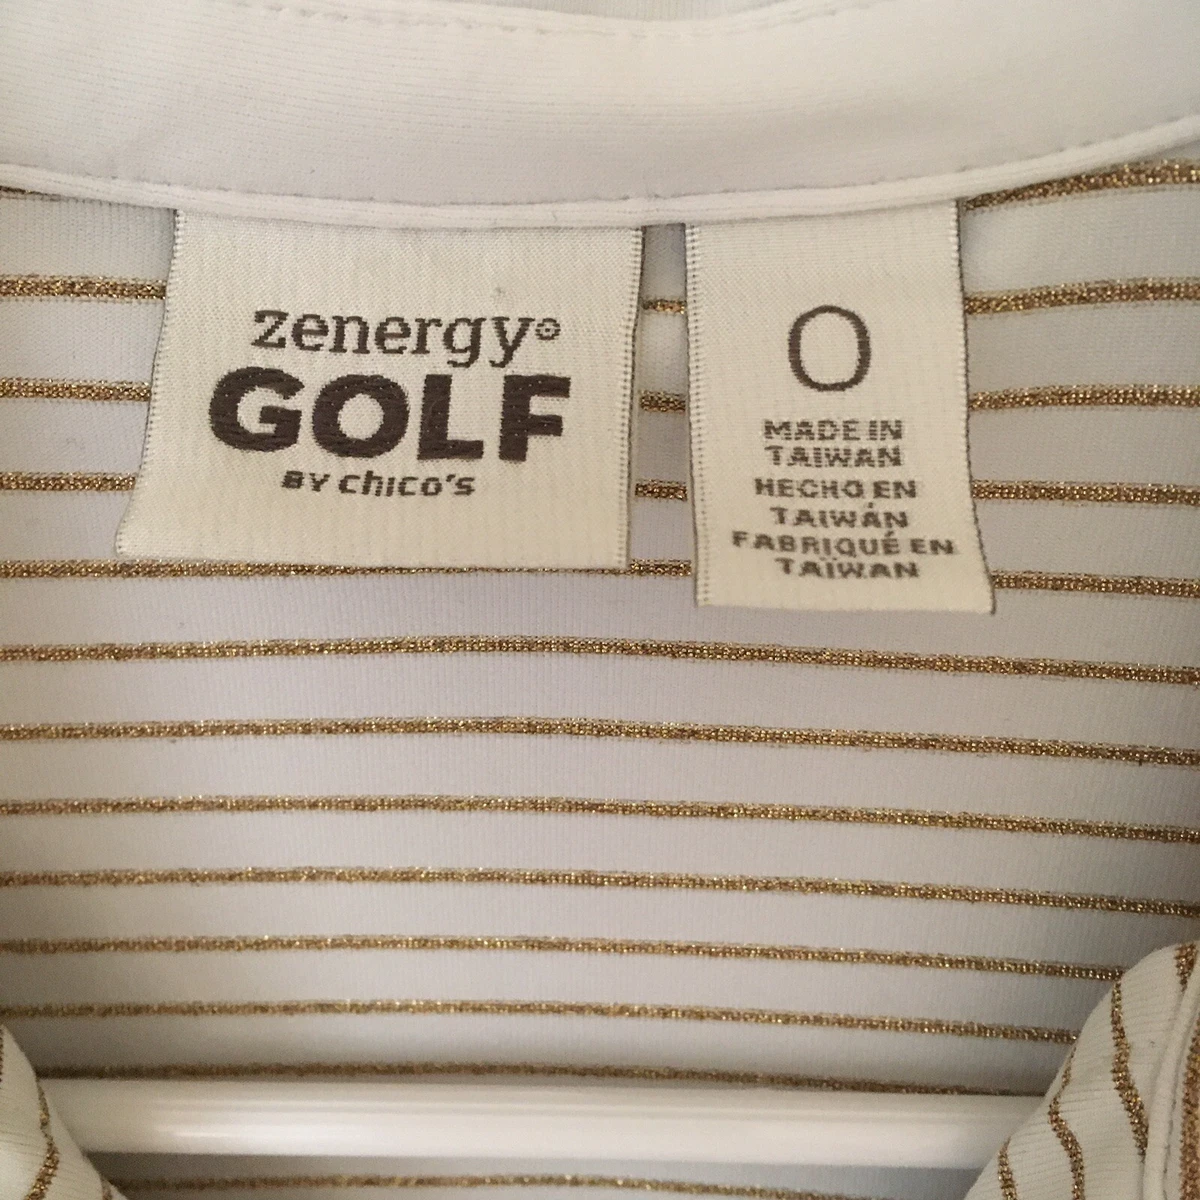 zenergy®
GOLF
BY chico's
0
MADE IN
TAIWAN
HECHO EN
TAIWÁN
FABRIQUÉ EN
TAÏWAN